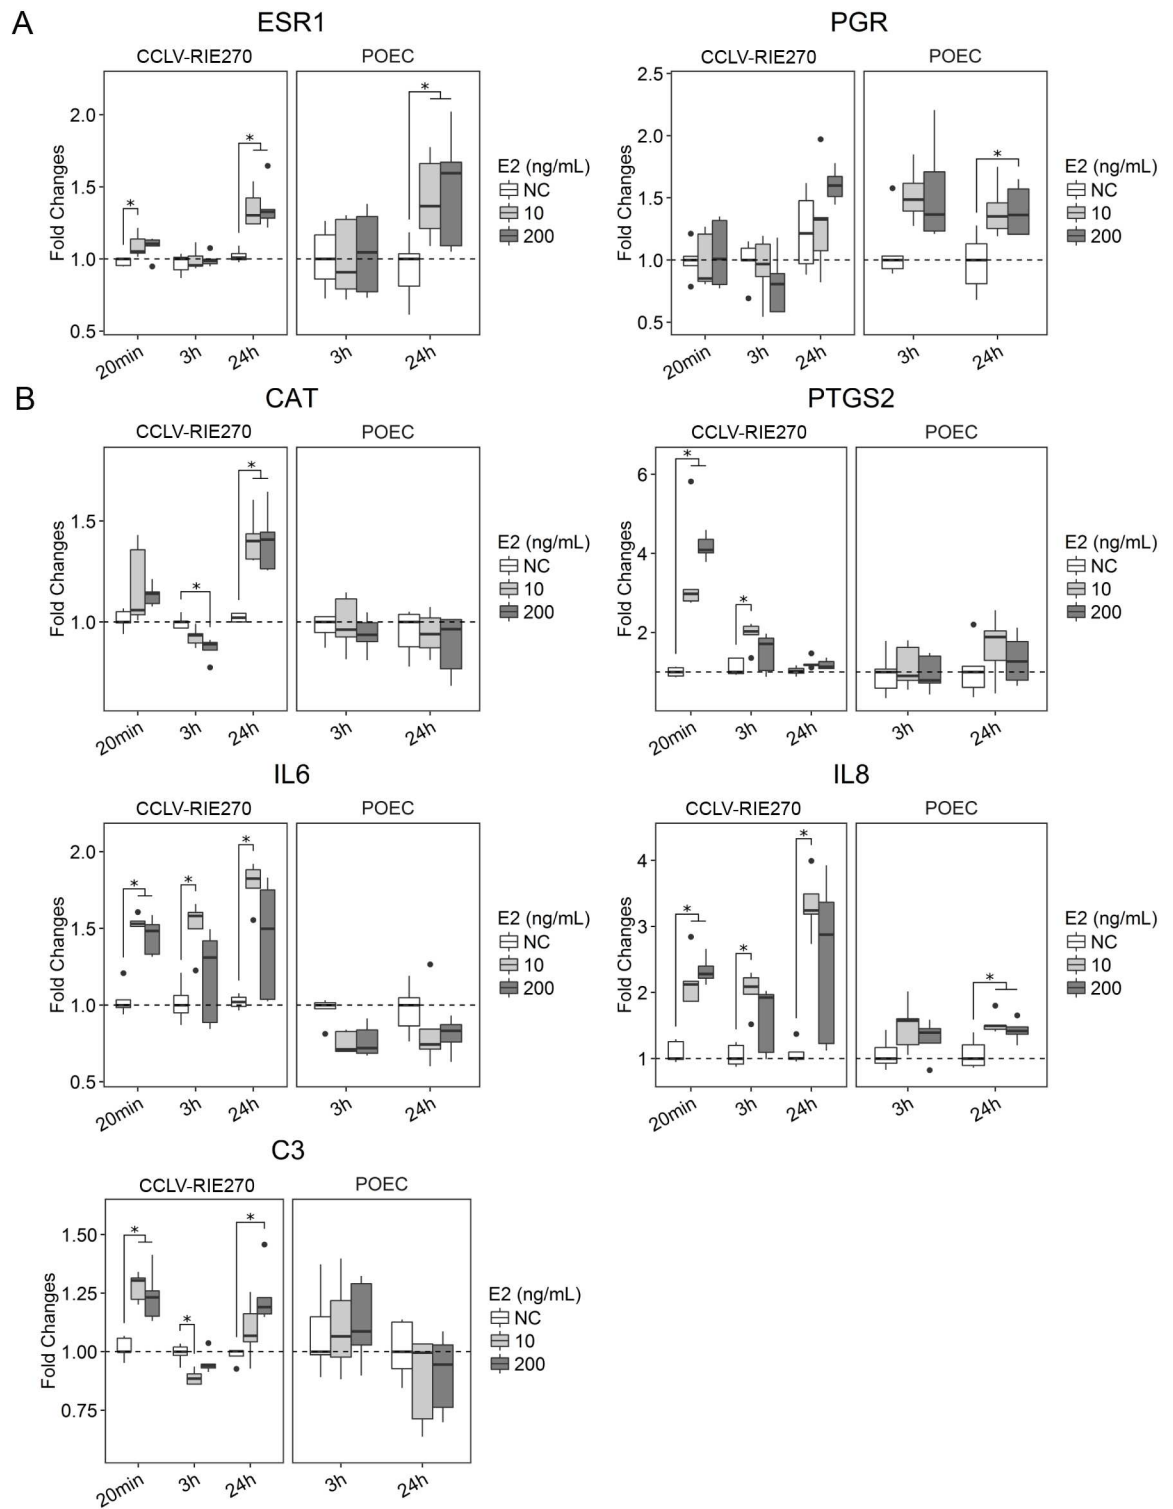 A
ESR1
PGR
CCLV-RIE270
POEC
CCLV-RIE270
POEC
Fold Changes
2.0
1.5
1.0
0.5
*
*
*
E2 (ng/mL)
NC
10
200
20min
3h
24h
3h
24h
Fold Changes
2.5
2.0
1.5
1.0
0.5
*
E2 (ng/mL)
NC
10
200
20min
3h
24h
3h
24h
B
CAT
PTGS2
CCLV-RIE270
POEC
CCLV-RIE270
POEC
Fold Changes
1.5
1.0
*
*
E2 (ng/mL)
NC
10
200
20min
3h
24h
3h
24h
Fold Changes
6
4
2
*
*
E2 (ng/mL)
NC
10
200
20min
3h
24h
3h
24h
IL6
IL8
CCLV-RIE270
POEC
CCLV-RIE270
POEC
Fold Changes
2.0
1.5
1.0
0.5
*
*
*
E2 (ng/mL)
NC
10
200
20min
3h
24h
3h
24h
Fold Changes
4
3
2
1
*
*
*
*
E2 (ng/mL)
NC
10
200
20min
3h
24h
3h
24h
C3
CCLV-RIE270
POEC
Fold Changes
1.50
1.25
1.00
0.75
*
*
*
E2 (ng/mL)
NC
10
200
20min
3h
24h
3h
24h